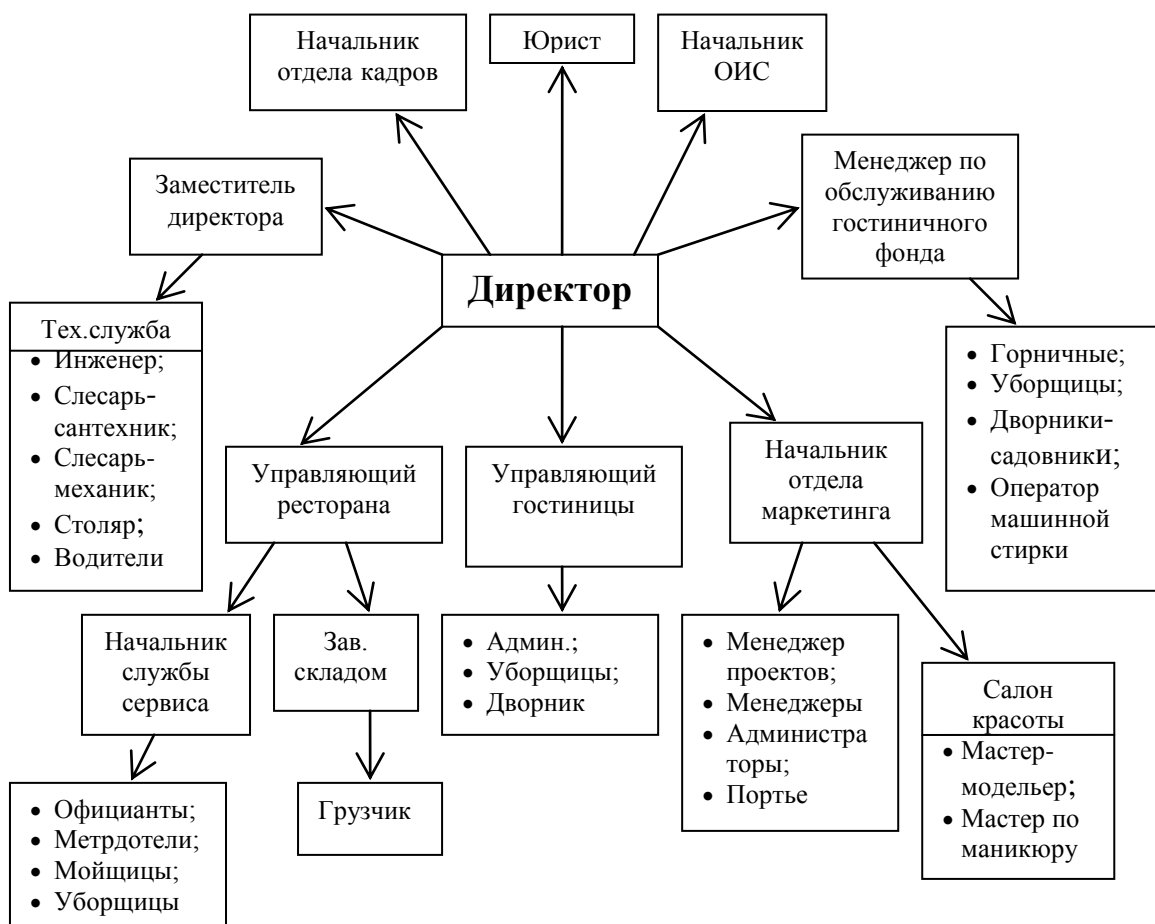 Начальник
отдела кадров
Юрист
Начальник
ОИС
Заместитель
директора
Менеджер по
обслуживанию
гостиничного
фонда
Директор
Тех.служба
• Инженер;
• Слесарь-
сантехник;
• Слесарь-
механик;
• Столяр;
• Водители
• Горничные;
• Уборщицы;
• Дворники-
садовники;
• Оператор
машинной
стирки
Управляющий
ресторана
Управляющий
гостиницы
Начальник
отдела
маркетинга
Начальник
службы
сервиса
Зав.
складом
• Админ.;
• Уборщицы;
• Дворник
• Менеджер
проектов;
• Менеджеры
• Администра
торы;
• Портье
Салон
красоты
• Мастер-
модельер;
• Мастер по
маникюру
• Официанты;
• Метрдотели;
• Мойщицы;
• Уборщицы
Грузчик